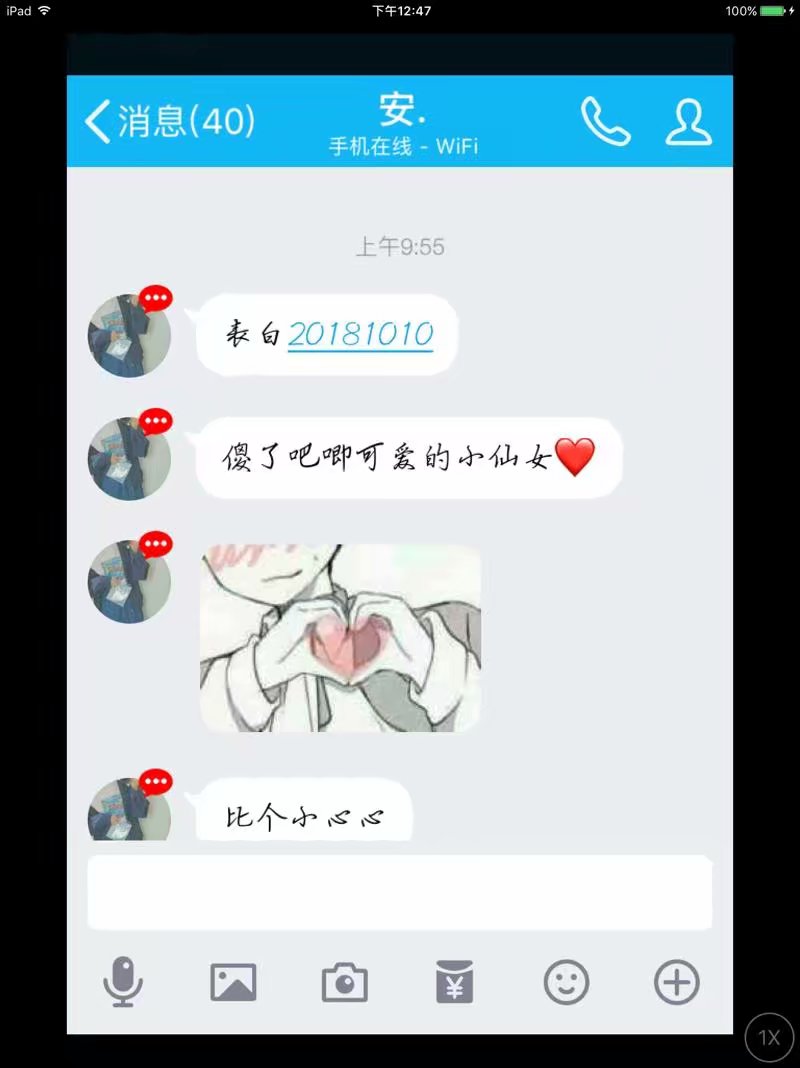 iPad 下午12:47 100%
消息(40) 安.
手机在线 - WiFi
上午9:55
表白20181010
傻了吧唧可爱的小仙女❤️
比个小心心
¥
1X